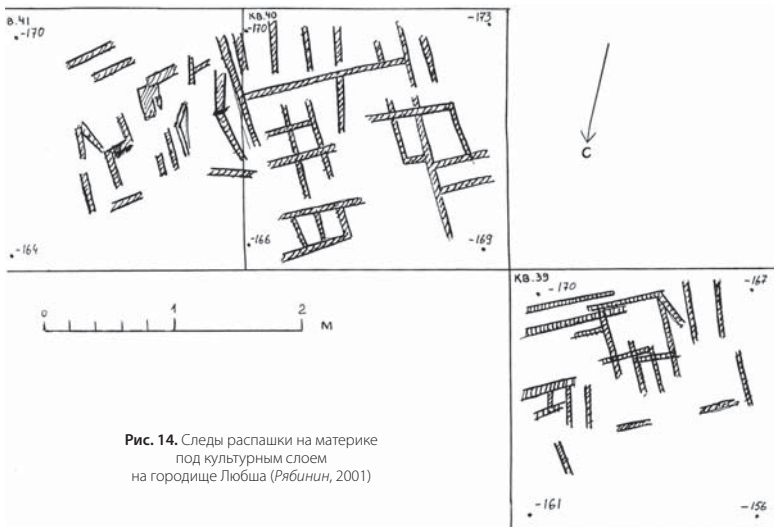 в.41
кв.40
-170
-170
-173
С
-164
-166
-169
кв.39
-170
-167
0 1 2 м
Рис. 14. Следы распашки на материке
под культурным слоем
на городище Любша (Рябинин, 2001)
-161
-156